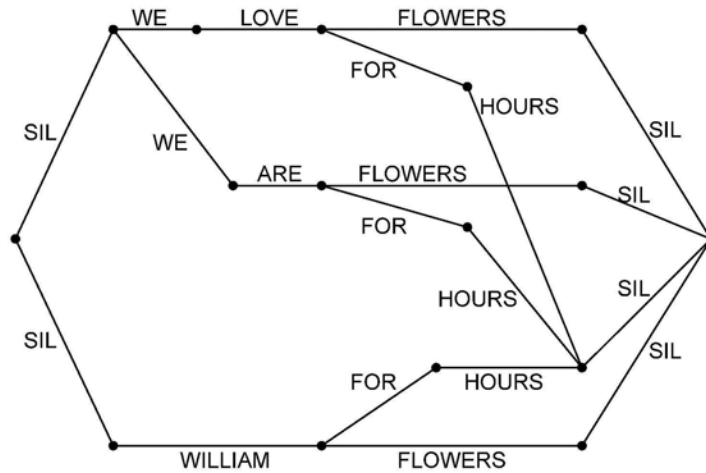 WE LOVE FLOWERS
FOR
HOURS
SIL WE SIL
ARE FLOWERS
SIL
FOR
HOURS SIL
SIL FOR HOURS SIL
WILLIAM FLOWERS